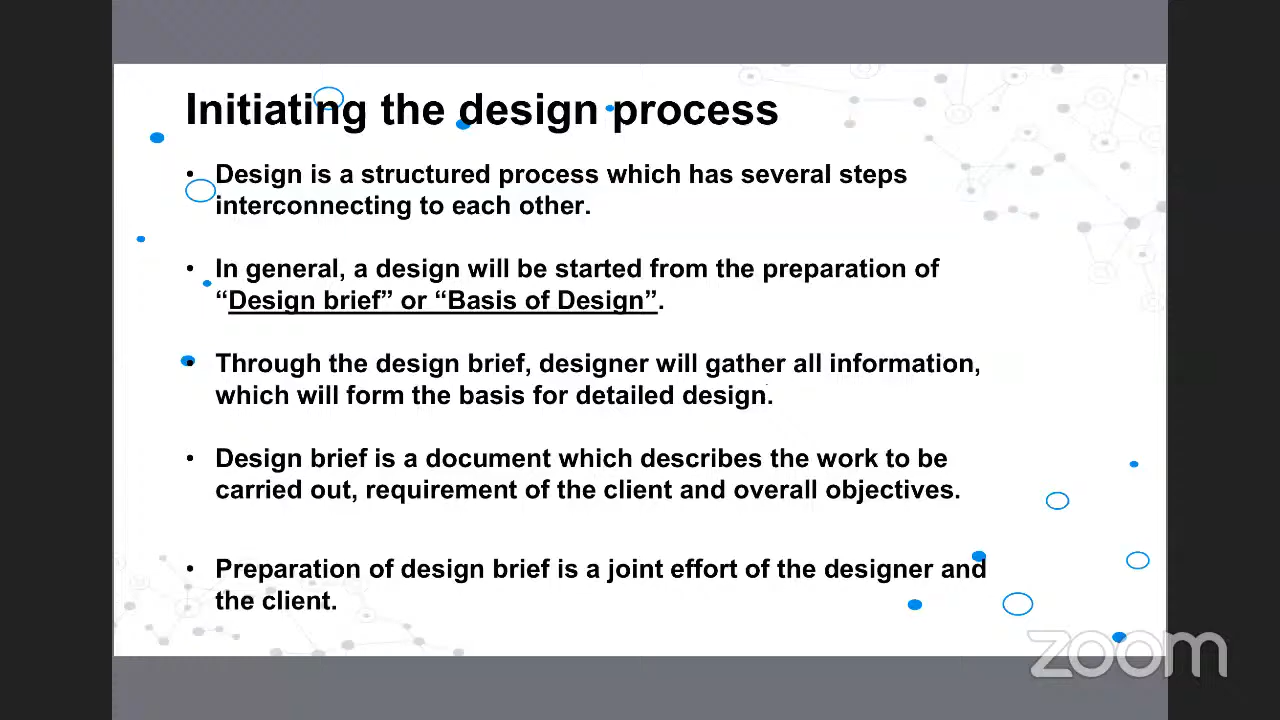 Initiating the design process
• Design is a structured process which has several steps
interconnecting to each other.
• In general, a design will be started from the preparation of
“Design brief” or “Basis of Design”.
• Through the design brief, designer will gather all information,
which will form the basis for detailed design.
• Design brief is a document which describes the work to be
carried out, requirement of the client and overall objectives.
• Preparation of design brief is a joint effort of the designer and
the client.
zoom